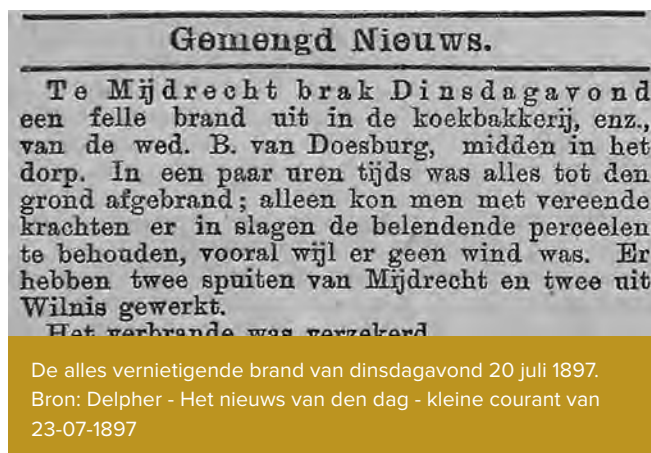 Gemengd Nieuws.
Te Mijdrecht brak Dinsdagavond
een felle brand uit in de koekbakkerij, enz.,
van de wed. B. van Doesburg, midden in het
dorp. In een paar uren tijds was alles tot den
grond afgebrand; alleen kon men met vereende
krachten er in slagen de belendende perceelen
te behouden, vooral wijl er geen wind was. Er
hebben twee spuiten van Mijdrecht en twee uit
Wilnis gewerkt.
Het verbrande was verzekerd
De alles vernietigende brand van dinsdagavond 20 juli 1897.
Bron: Delpher - Het nieuws van den dag - kleine courant van
23-07-1897